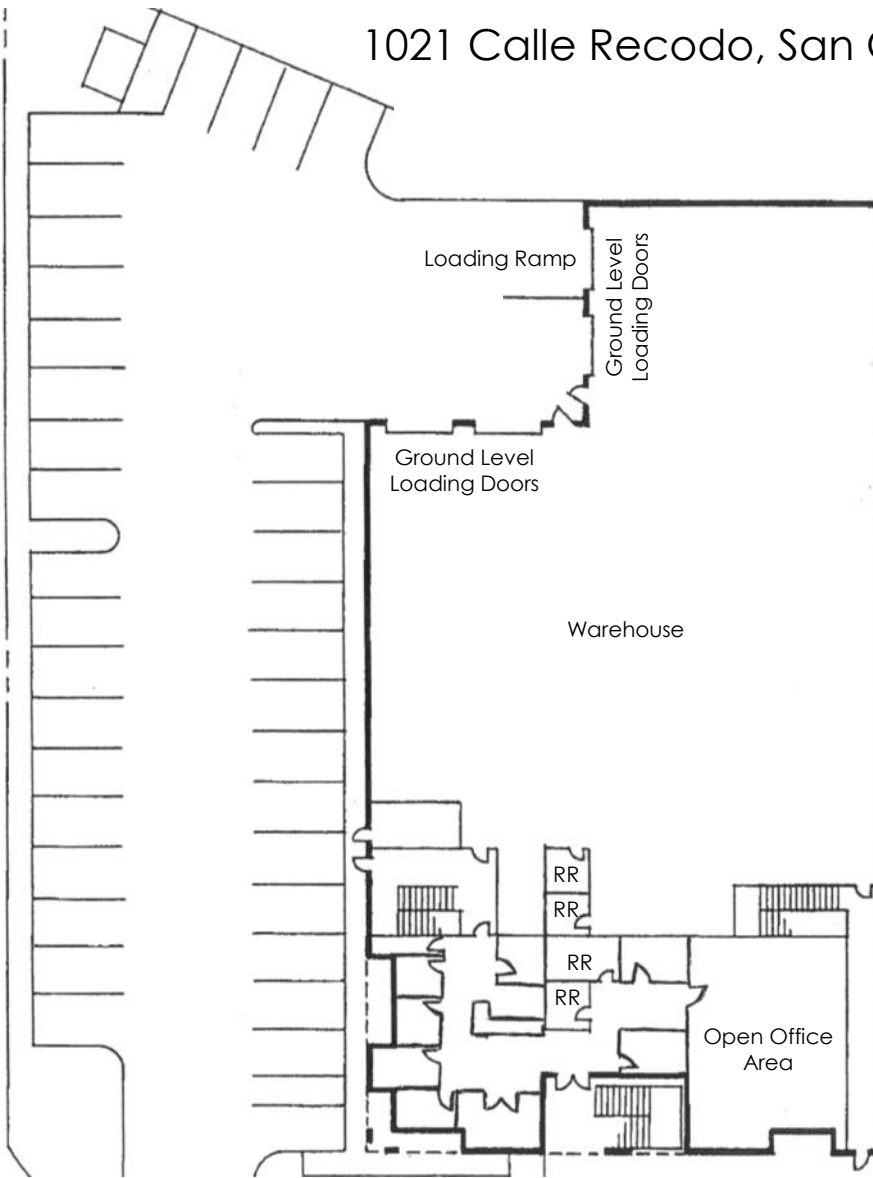 1021 Calle Recodo, San
Loading Ramp
Ground Level
Loading Doors
Ground Level
Loading Doors
Warehouse
RR
RR
RR
RR
Open Office
Area